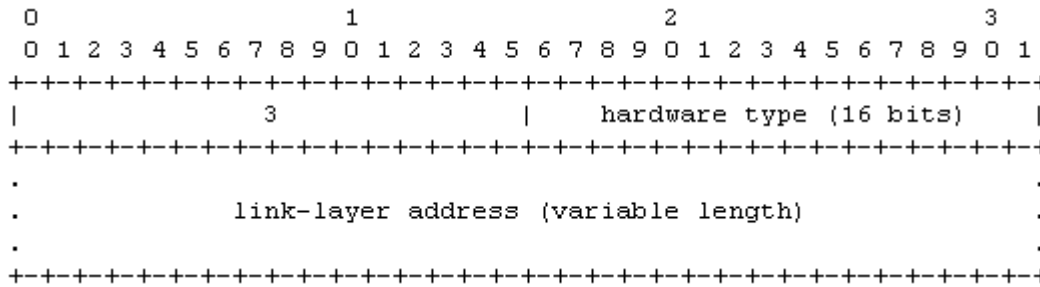 0                   1                   2                   3
 0 1 2 3 4 5 6 7 8 9 0 1 2 3 4 5 6 7 8 9 0 1 2 3 4 5 6 7 8 9 0 1
+-+-+-+-+-+-+-+-+-+-+-+-+-+-+-+-+-+-+-+-+-+-+-+-+-+-+-+-+-+-+-+-+
|               3               |    hardware type (16 bits)    |
+-+-+-+-+-+-+-+-+-+-+-+-+-+-+-+-+-+-+-+-+-+-+-+-+-+-+-+-+-+-+-+-+
.                                                               .
.             link-layer address (variable length)              .
.                                                               .
+-+-+-+-+-+-+-+-+-+-+-+-+-+-+-+-+-+-+-+-+-+-+-+-+-+-+-+-+-+-+-+-+